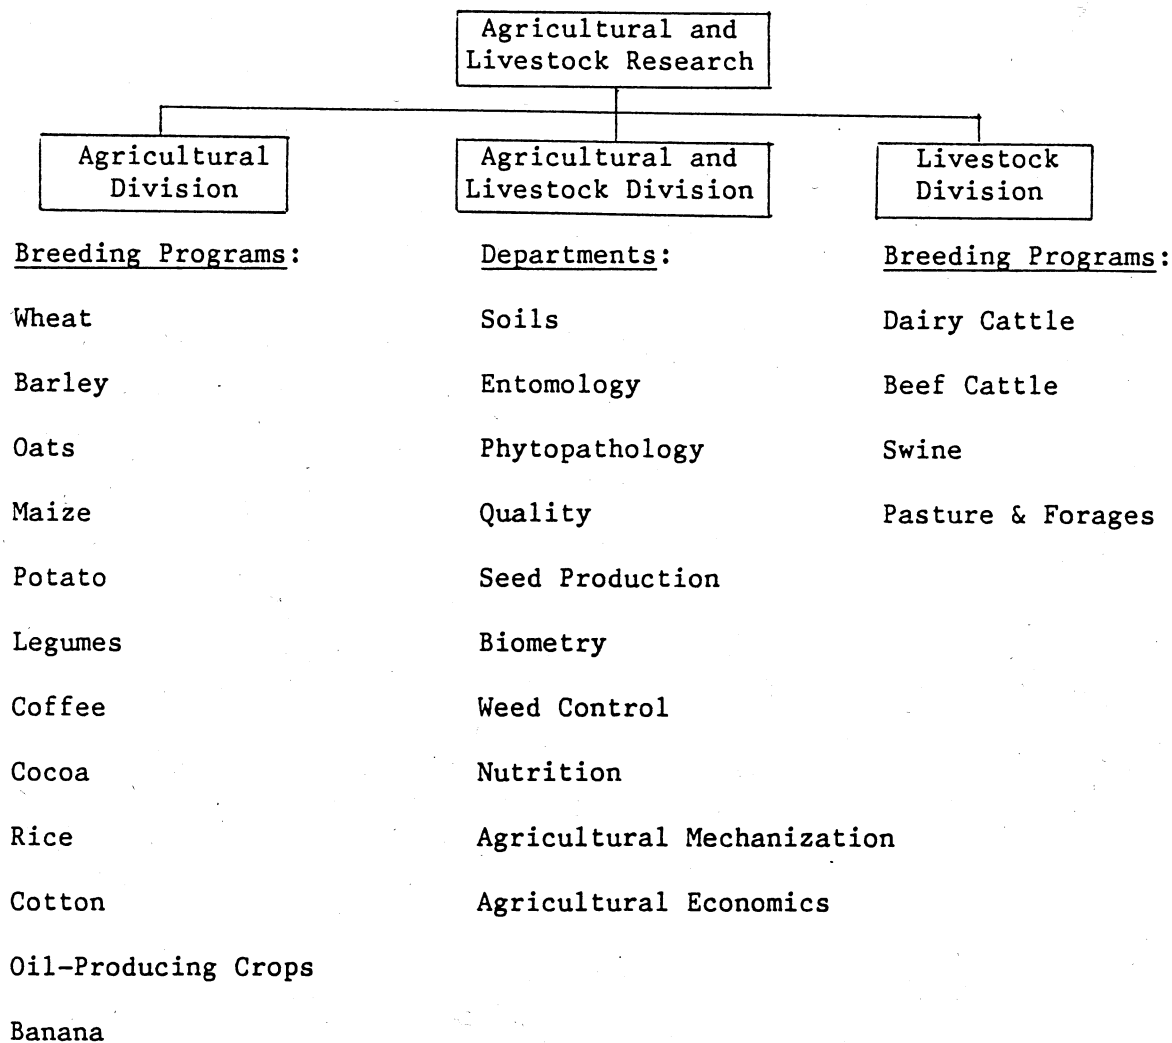 Agricultural and
Livestock Research
Agricultural
Division
Agricultural and
Livestock Division
Livestock
Division
Breeding Programs:
Wheat
Barley
Oats
Maize
Potato
Legumes
Coffee
Cocoa
Rice
Cotton
Oil-Producing Crops
Banana
Departments:
Soils
Entomology
Phytopathology
Quality
Seed Production
Biometry
Weed Control
Nutrition
Agricultural Mechanization
Agricultural Economics
Breeding Programs:
Dairy Cattle
Beef Cattle
Swine
Pasture & Forages